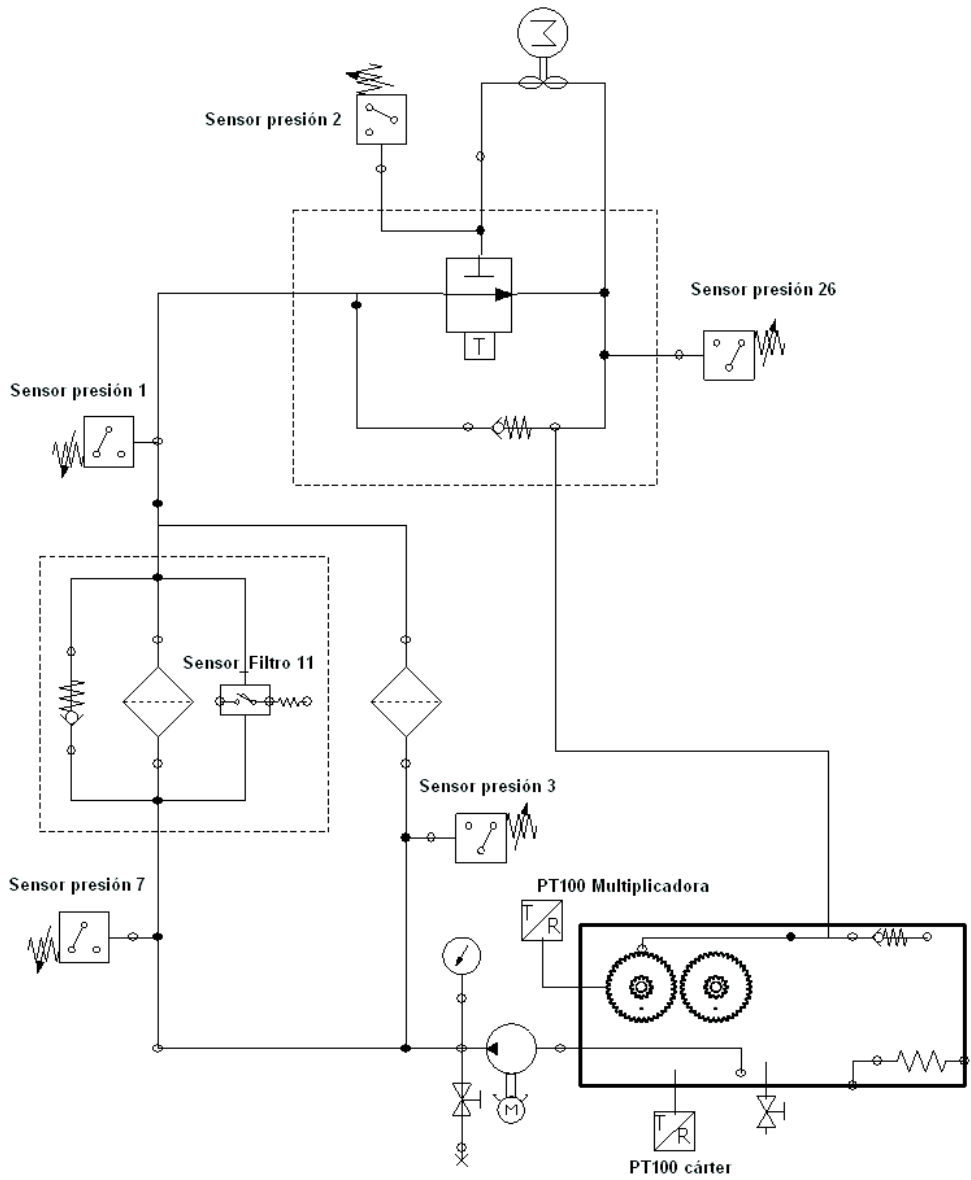 M
Sensor presión 2
Sensor presión 26
T
Sensor presión 1
Sensor_Filtro 11
Sensor presión 3
Sensor presión 7
PT100 Multiplicadora
T
R
M
T
R
PT100 cárter